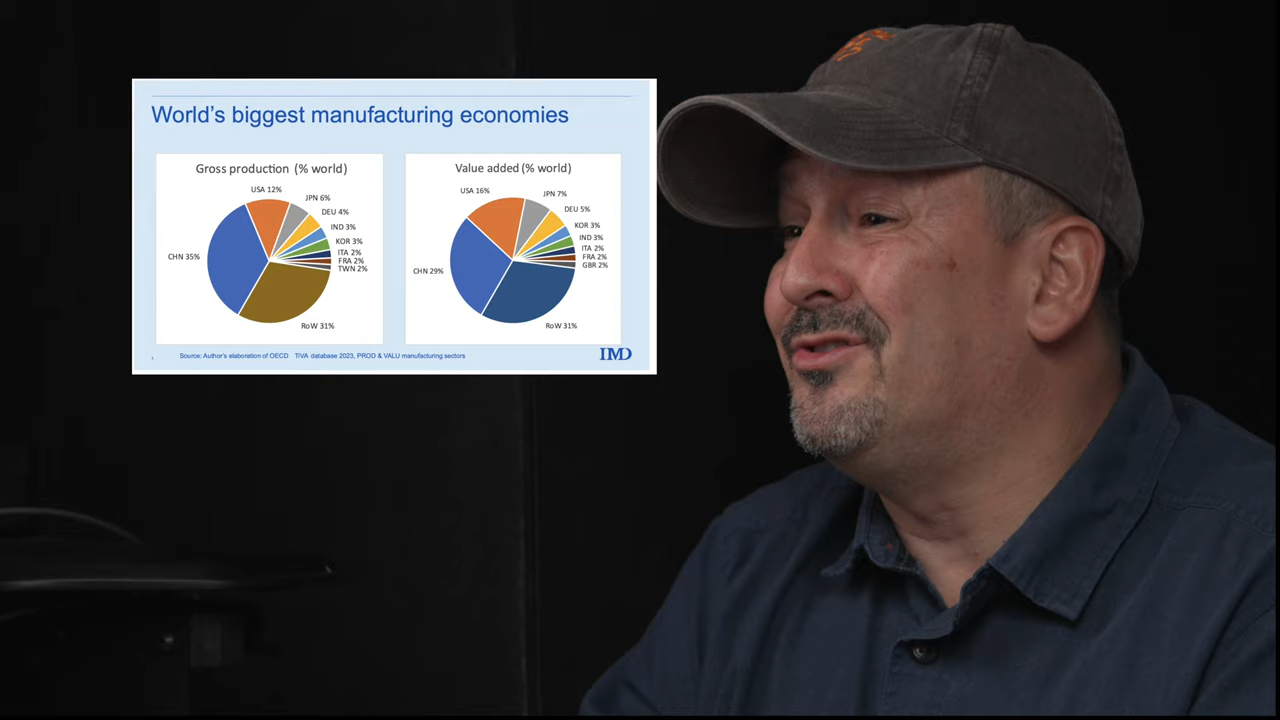 World's biggest manufacturing economies
Gross production (% world)
USA 12%
JPN 6%
DEU 4%
IND 3%
KOR 3%
ITA 2%
FRA 2%
TWN 2%
CHN 35%
RoW 31%
Value added (% world)
USA 16%
JPN 7%
DEU 5%
KOR 3%
IND 3%
ITA 2%
FRA 2%
GBR 2%
CHN 29%
RoW 31%
Source: Author's elaboration of OECD TiVA database 2023, PROD & VALU manufacturing sectors
IMD